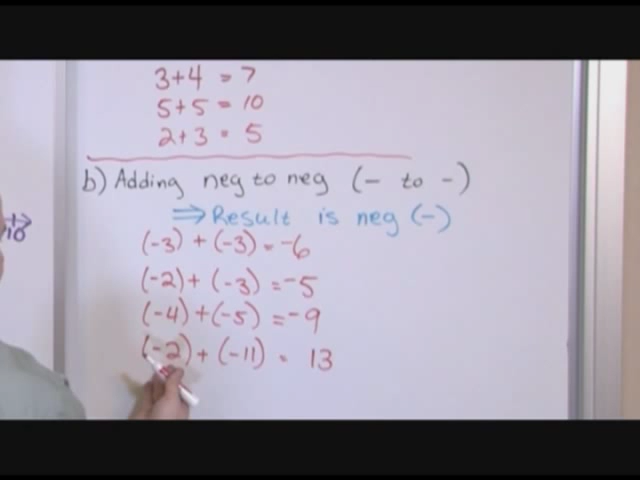 3+4 = 7
5+5 = 10
2+3 = 5
b) Adding neg to neg (- to -)
⇒ Result is neg (-)
(-3) + (-3) = -6
(-2) + (-3) = -5
(-4) + (-5) = -9
(-2) + (-11) = 13
10